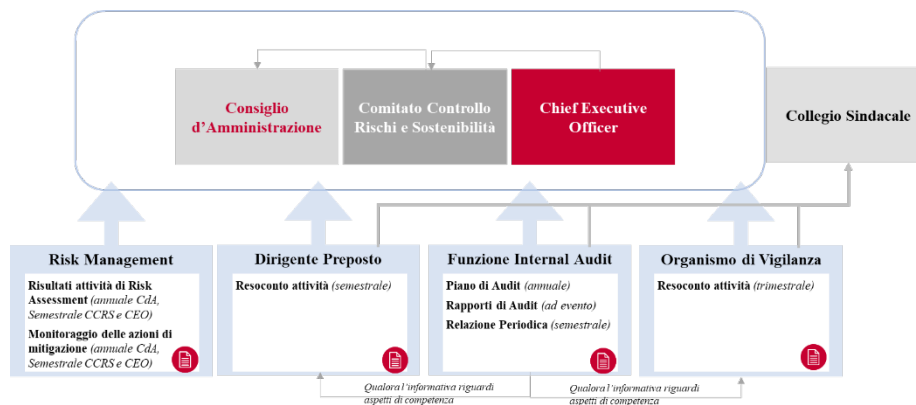 Consiglio
d'Amministrazione
Comitato Controllo
Rischi e Sostenibilità
Chief Executive
Officer
Collegio Sindacale
Risk Management
Risultati attività di Risk
Assessment (annuale CdA,
Semestrale CCRS e CEO)
Monitoraggio delle azioni di
mitigazione (annuale CdA,
Semestrale CCRS e CEO)
Dirigente Preposto
Resoconto attività (semestrale)
Funzione Internal Audit
Piano di Audit (annuale)
Rapporti di Audit (ad evento)
Relazione Periodica (semestrale)
Organismo di Vigilanza
Resoconto attività (trimestrale)
Qualora l'informativa riguardi
aspetti di competenza
Qualora l'informativa riguardi
aspetti di competenza